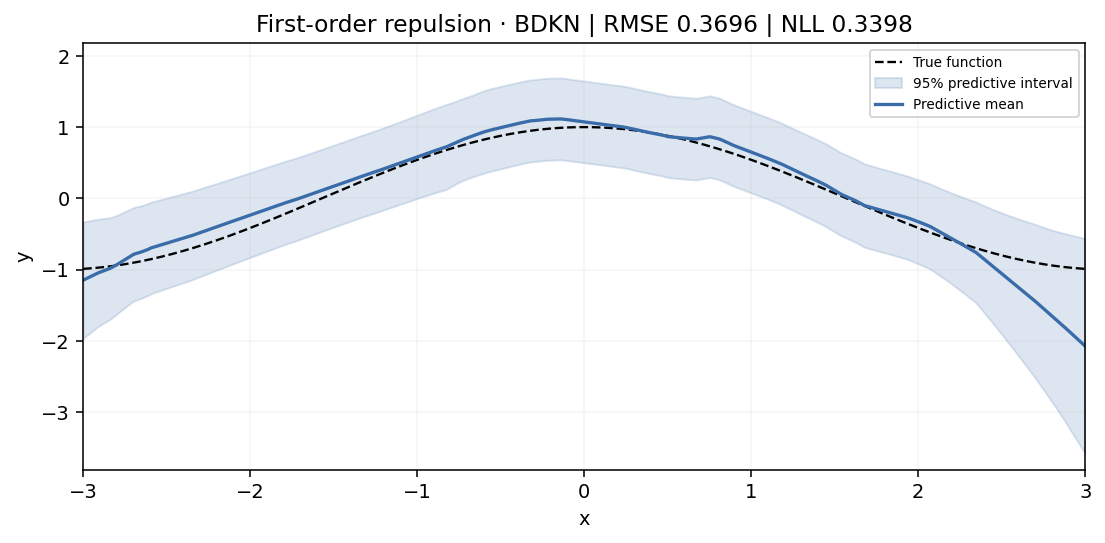 First-order repulsion · BDKN | RMSE 0.3696 | NLL 0.3398
True function
95% predictive interval
Predictive mean
2
1
0
−1
−2
−3
y
−3
−2
−1
0
1
2
3
x